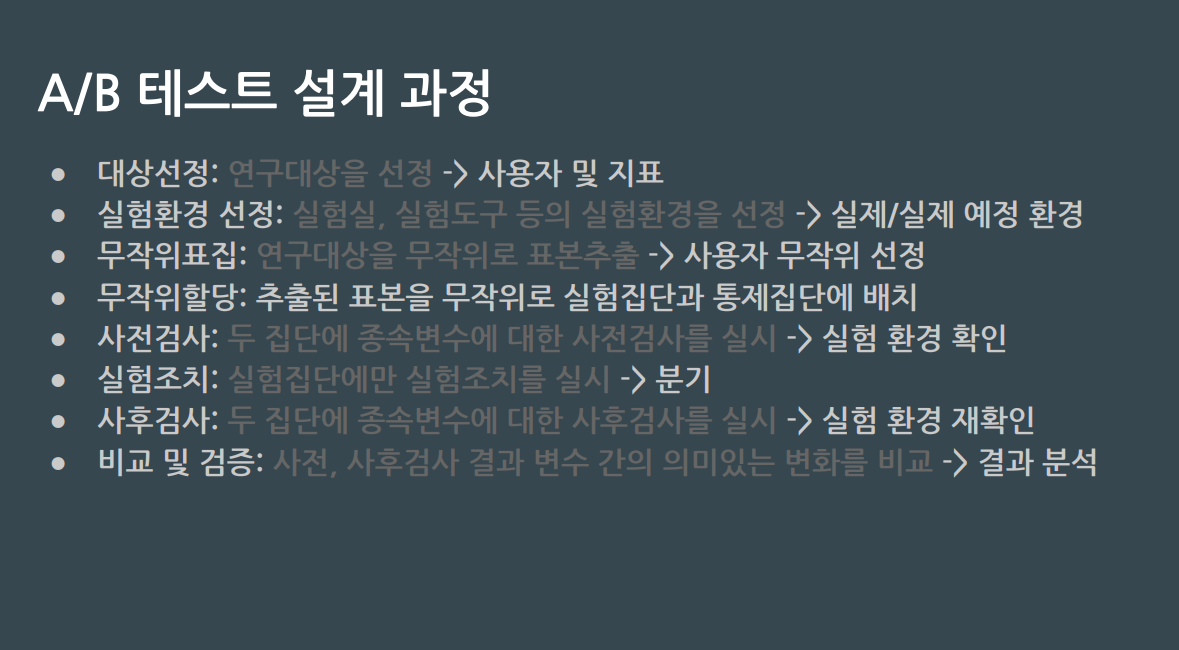 A/B 테스트 설계 과정
● 대상선정: 연구대상을 선정 -> 사용자 및 지표
● 실험환경 선정: 실험실, 실험도구 등의 실험환경을 선정 -> 실제/실제 예정 환경
● 무작위표집: 연구대상을 무작위로 표본추출 -> 사용자 무작위 선정
● 무작위할당: 추출된 표본을 무작위로 실험집단과 통제집단에 배치
● 사전검사: 두 집단에 종속변수에 대한 사전검사를 실시 -> 실험 환경 확인
● 실험조치: 실험집단에만 실험조치를 실시 -> 분기
● 사후검사: 두 집단에 종속변수에 대한 사후검사를 실시 -> 실험 환경 재확인
● 비교 및 검증: 사전, 사후검사 결과 변수 간의 의미있는 변화를 비교 -> 결과 분석